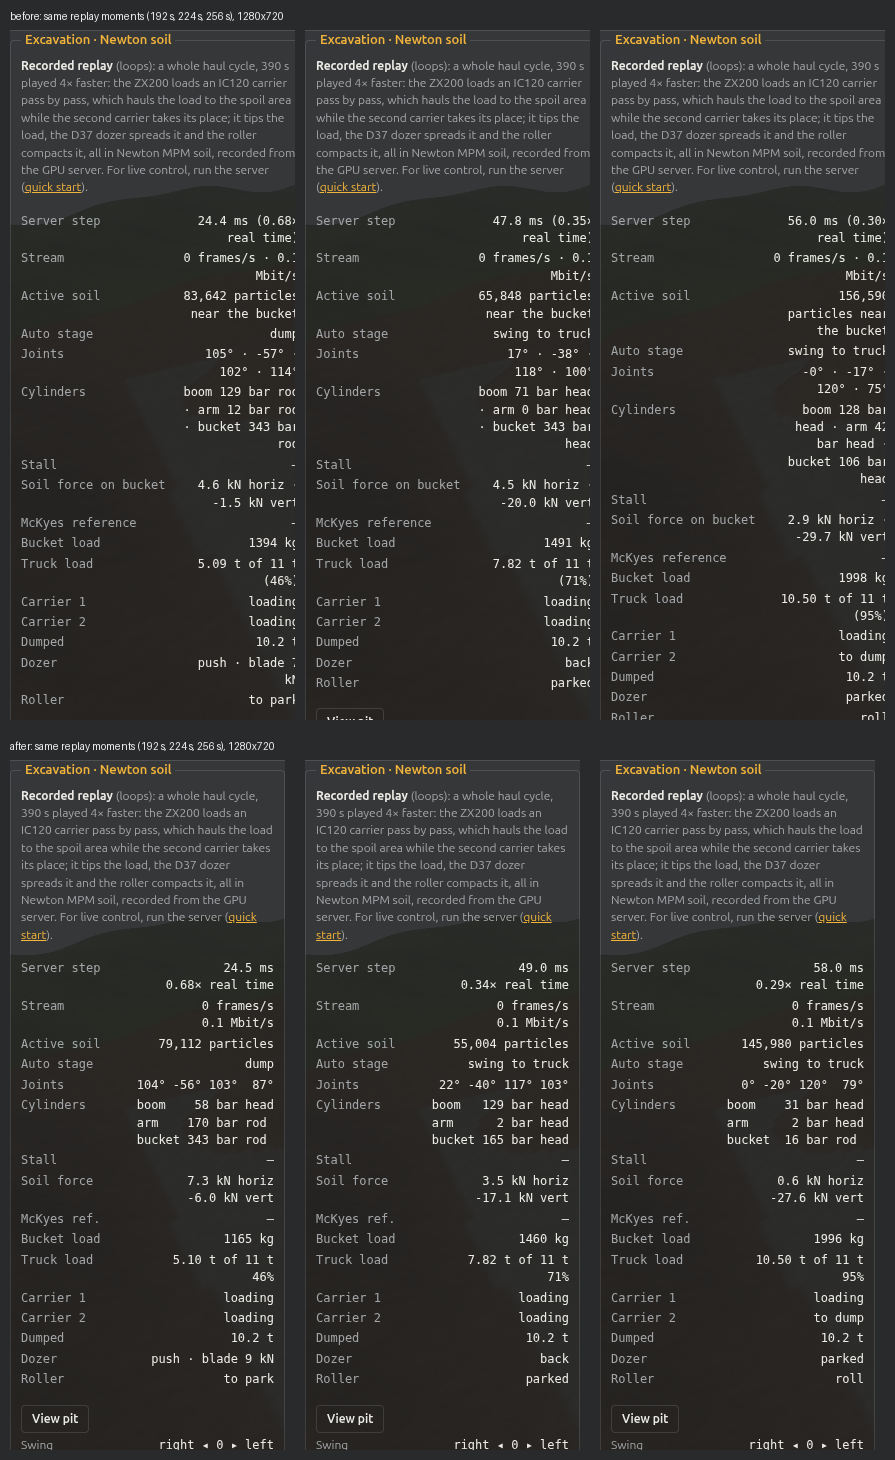 before: same replay moments (192 s, 224 s, 256 s), 1280x720
Excavation · Newton soil
Recorded replay (loops): a whole haul cycle, 390 s
played 4× faster: the ZX200 loads an IC120 carrier
pass by pass, which hauls the load to the spoil area
while the second carrier takes its place; it tips the
load, the D37 dozer spreads it and the roller
compacts it, all in Newton MPM soil, recorded from
the GPU server. For live control, run the server
(quick start).
Server step 24.4 ms (0.68×
real time)
Stream 0 frames/s · 0.1
Mbit/s
Active soil 83,642 particles
near the bucket
Auto stage dump
Joints 105° · -57° ·
102° · 114°
Cylinders boom 129 bar rod
· arm 12 bar rod
· bucket 343 bar
rod
Stall –
Soil force on bucket 4.6 kN horiz ·
-1.5 kN vert
McKyes reference –
Bucket load 1394 kg
Truck load 5.09 t of 11 t
(46%)
Carrier 1 loading
Carrier 2 loading
Dumped 10.2 t
Dozer push · blade 7
kN
Roller to park
Excavation · Newton soil
Recorded replay (loops): a whole haul cycle, 390 s
played 4× faster: the ZX200 loads an IC120 carrier
pass by pass, which hauls the load to the spoil area
while the second carrier takes its place; it tips the
load, the D37 dozer spreads it and the roller
compacts it, all in Newton MPM soil, recorded from
the GPU server. For live control, run the server
(quick start).
Server step 47.8 ms (0.35×
real time)
Stream 0 frames/s · 0.1
Mbit/s
Active soil 65,848 particles
near the bucket
Auto stage swing to truck
Joints 17° · -38° ·
118° · 100°
Cylinders boom 71 bar head
· arm 0 bar head
· bucket 343 bar
head
Stall –
Soil force on bucket 4.5 kN horiz ·
-20.0 kN vert
McKyes reference –
Bucket load 1491 kg
Truck load 7.82 t of 11 t
(71%)
Carrier 1 loading
Carrier 2 loading
Dumped 10.2 t
Dozer back
Roller parked
View pit
Excavation · Newton soil
Recorded replay (loops): a whole haul cycle, 390 s
played 4× faster: the ZX200 loads an IC120 carrier
pass by pass, which hauls the load to the spoil area
while the second carrier takes its place; it tips the
load, the D37 dozer spreads it and the roller
compacts it, all in Newton MPM soil, recorded from
the GPU server. For live control, run the server
(quick start).
Server step 56.0 ms (0.30×
real time)
Stream 0 frames/s · 0.1
Mbit/s
Active soil 156,590
particles near
the bucket
Auto stage swing to truck
Joints -0° · -17° ·
120° · 75°
Cylinders boom 128 bar
head · arm 42
bar head ·
bucket 106 bar
head
Stall –
Soil force on bucket 2.9 kN horiz ·
-29.7 kN vert
McKyes reference –
Bucket load 1998 kg
Truck load 10.50 t of 11 t
(95%)
Carrier 1 loading
Carrier 2 to dump
Dumped 10.2 t
Dozer parked
Roller roll
after: same replay moments (192 s, 224 s, 256 s), 1280x720
Excavation · Newton soil
Recorded replay (loops): a whole haul cycle,
390 s played 4× faster: the ZX200 loads an
IC120 carrier pass by pass, which hauls the load
to the spoil area while the second carrier takes
its place; it tips the load, the D37 dozer
spreads it and the roller compacts it, all in
Newton MPM soil, recorded from the GPU
server. For live control, run the server (quick
start).
Server step 24.5 ms
0.68× real time
Stream 0 frames/s
0.1 Mbit/s
Active soil 79,112 particles
Auto stage dump
Joints 104° -56° 103° 87°
Cylinders boom 58 bar head
arm 170 bar rod
bucket 343 bar rod
Stall –
Soil force 7.3 kN horiz
-6.0 kN vert
McKyes ref. –
Bucket load 1165 kg
Truck load 5.10 t of 11 t
46%
Carrier 1 loading
Carrier 2 loading
Dumped 10.2 t
Dozer push · blade 9 kN
Roller to park
View pit
Swing right ◂ 0 ▸ left
Excavation · Newton soil
Recorded replay (loops): a whole haul cycle,
390 s played 4× faster: the ZX200 loads an
IC120 carrier pass by pass, which hauls the load
to the spoil area while the second carrier takes
its place; it tips the load, the D37 dozer
spreads it and the roller compacts it, all in
Newton MPM soil, recorded from the GPU
server. For live control, run the server (quick
start).
Server step 49.0 ms
0.34× real time
Stream 0 frames/s
0.1 Mbit/s
Active soil 55,004 particles
Auto stage swing to truck
Joints 22° -40° 117° 103°
Cylinders boom 129 bar head
arm 2 bar head
bucket 165 bar head
Stall –
Soil force 3.5 kN horiz
-17.1 kN vert
McKyes ref. –
Bucket load 1460 kg
Truck load 7.82 t of 11 t
71%
Carrier 1 loading
Carrier 2 loading
Dumped 10.2 t
Dozer back
Roller parked
View pit
Swing right ◂ 0 ▸ left
Excavation · Newton soil
Recorded replay (loops): a whole haul cycle,
390 s played 4× faster: the ZX200 loads an
IC120 carrier pass by pass, which hauls the load
to the spoil area while the second carrier takes
its place; it tips the load, the D37 dozer
spreads it and the roller compacts it, all in
Newton MPM soil, recorded from the GPU
server. For live control, run the server (quick
start).
Server step 58.0 ms
0.29× real time
Stream 0 frames/s
0.1 Mbit/s
Active soil 145,980 particles
Auto stage swing to truck
Joints 0° -20° 120° 79°
Cylinders boom 31 bar head
arm 2 bar head
bucket 16 bar rod
Stall –
Soil force 0.6 kN horiz
-27.6 kN vert
McKyes ref. –
Bucket load 1996 kg
Truck load 10.50 t of 11 t
95%
Carrier 1 loading
Carrier 2 to dump
Dumped 10.2 t
Dozer parked
Roller roll
View pit
Swing right ◂ 0 ▸ left